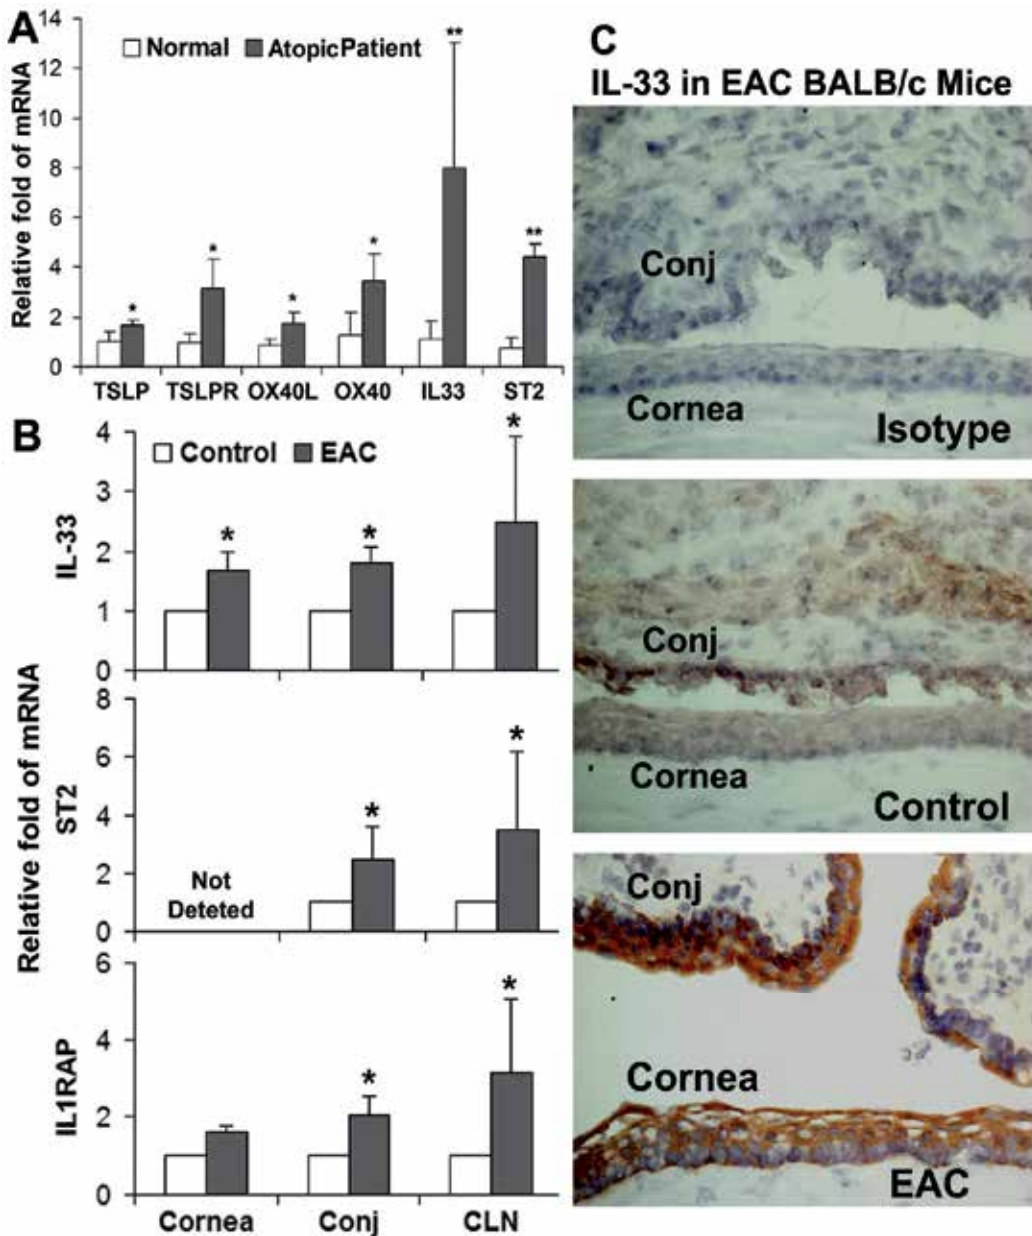 A
Normal Atopic Patient
Relative fold of mRNA
14
12
10
8
6
4
2
0
** 
* * * * **
TSLP TSLPR OX40L OX40 IL33 ST2
B
Control EAC
Relative fold of mRNA
IL-33
4
3
2
1
0
* * *
ST2
8
6
4
2
0
Not
Deteted
* *
IL1RAP
6
4
2
0
* *
Cornea Conj CLN
C
IL-33 in EAC BALB/c Mice
Conj
Cornea
Isotype
Conj
Cornea
Control
Conj
Cornea
EAC